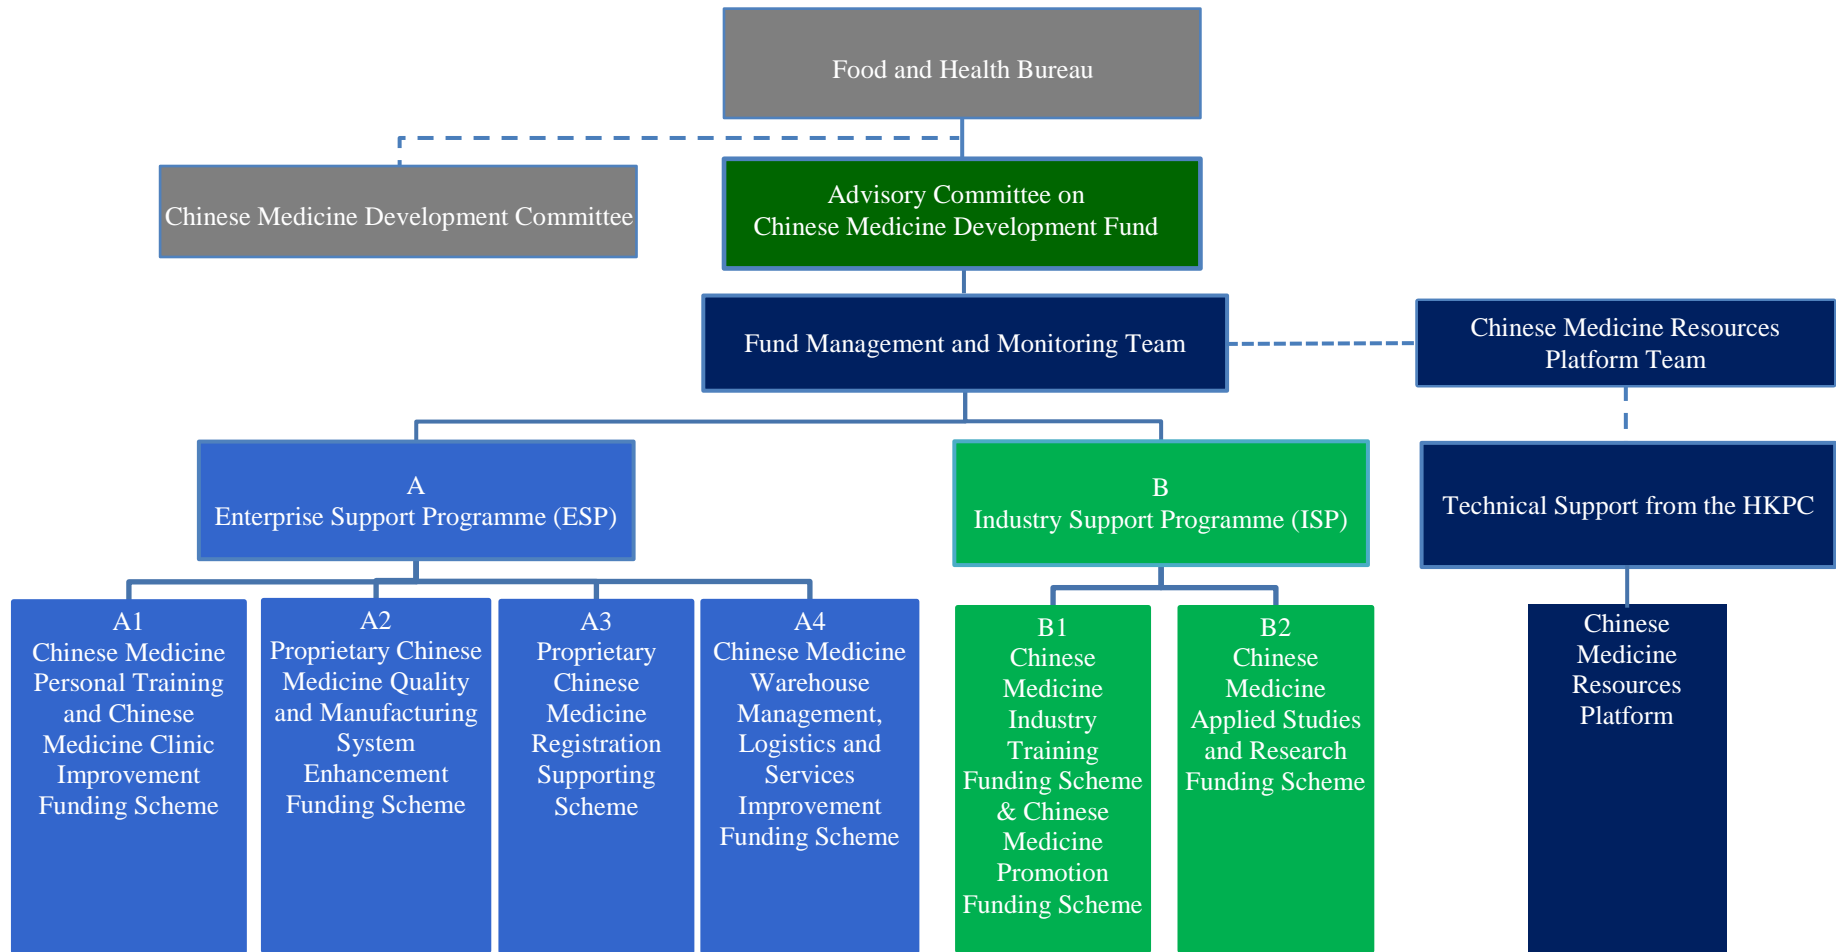 Food and Health Bureau
Chinese Medicine Development Committee
Advisory Committee on
Chinese Medicine Development Fund
Fund Management and Monitoring Team
Chinese Medicine Resources
Platform Team
A
Enterprise Support Programme (ESP)
B
Industry Support Programme (ISP)
Technical Support from the HKPC
A1
Chinese Medicine
Personal Training
and Chinese
Medicine Clinic
Improvement
Funding Scheme
A2
Proprietary Chinese
Medicine Quality
and Manufacturing
System
Enhancement
Funding Scheme
A3
Proprietary
Chinese
Medicine
Registration
Supporting
Scheme
A4
Chinese Medicine
Warehouse
Management,
Logistics and
Services
Improvement
Funding Scheme
B1
Chinese
Medicine
Industry
Training
Funding Scheme
& Chinese
Medicine
Promotion
Funding Scheme
B2
Chinese
Medicine
Applied Studies
and Research
Funding Scheme
Chinese
Medicine
Resources
Platform